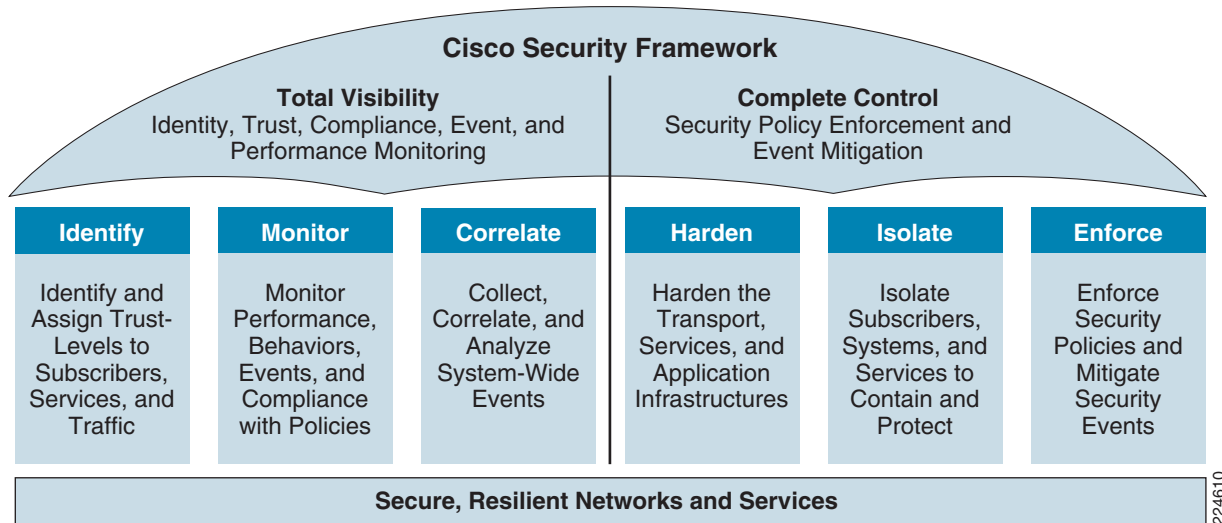 Cisco Security Framework
Total Visibility
Identity, Trust, Compliance, Event, and
Performance Monitoring
Complete Control
Security Policy Enforcement and
Event Mitigation
Identify
Identify and
Assign Trust-
Levels to
Subscribers,
Services, and
Traffic
Monitor
Monitor
Performance,
Behaviors,
Events, and
Compliance
with Policies
Correlate
Collect,
Correlate, and
Analyze
System-Wide
Events
Harden
Harden the
Transport,
Services, and
Application
Infrastructures
Isolate
Isolate
Subscribers,
Systems, and
Services to
Contain and
Protect
Enforce
Enforce
Security
Policies and
Mitigate
Security
Events
Secure, Resilient Networks and Services
224610